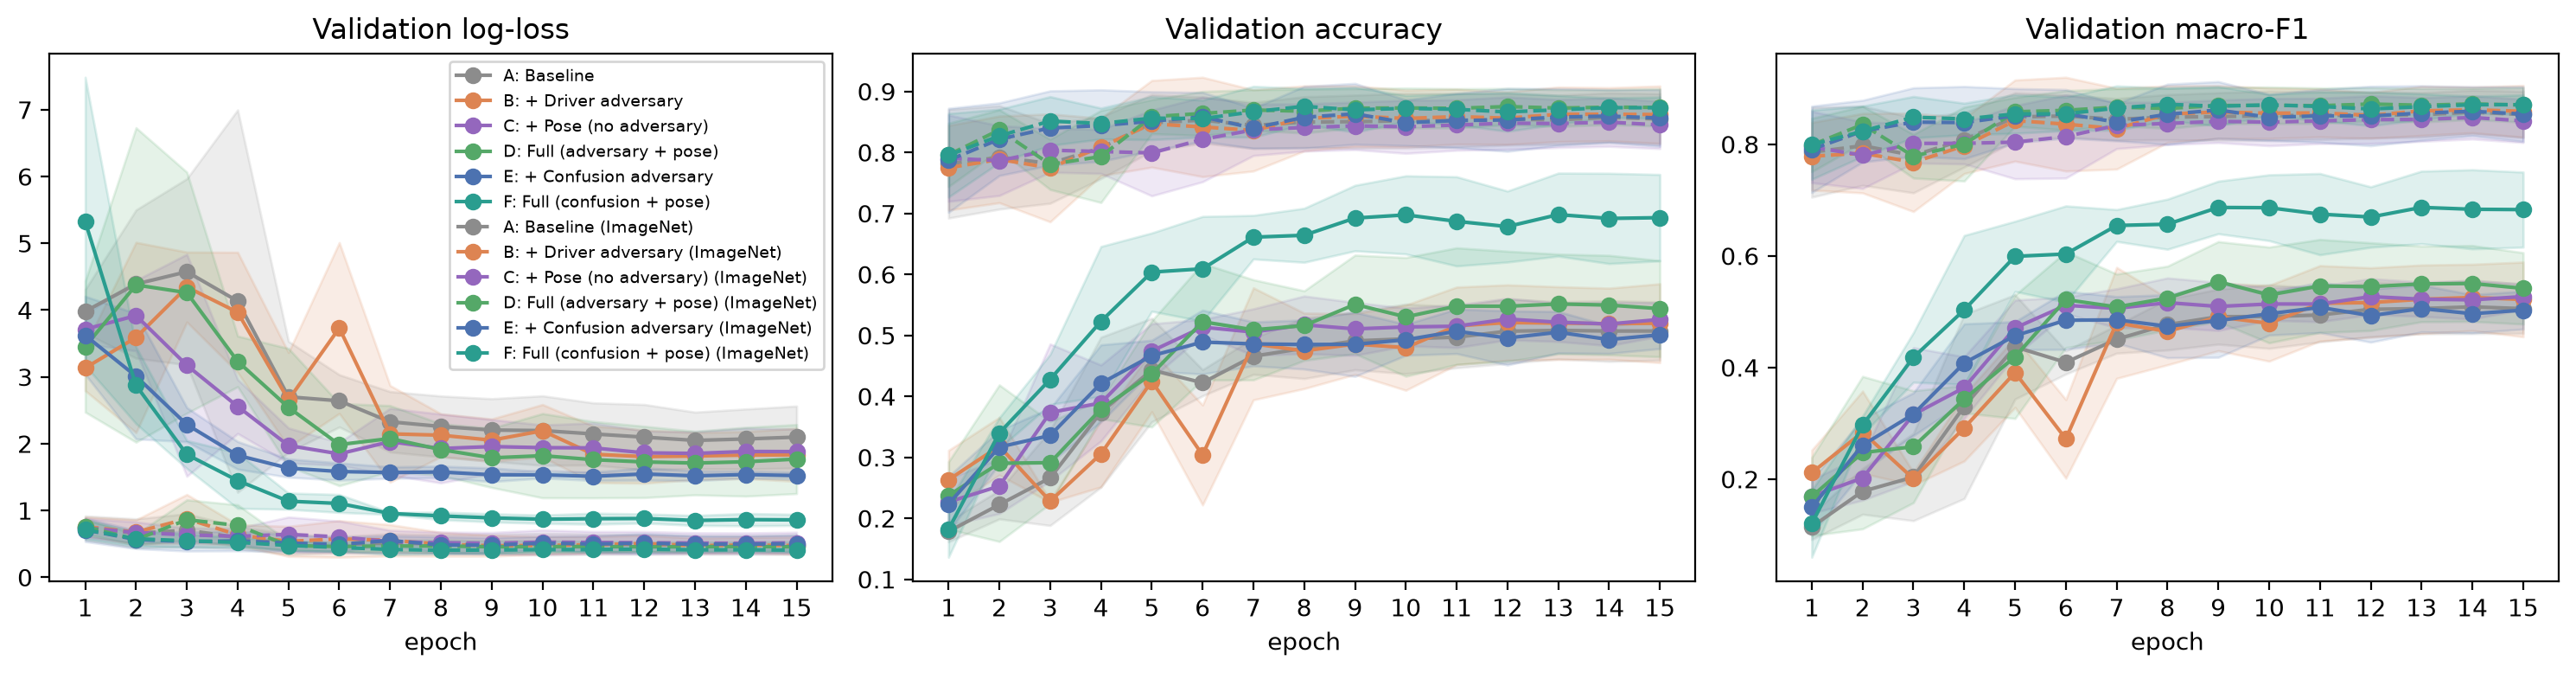 Validation log-loss
7
6
5
4
3
2
1
0
A: Baseline
B: + Driver adversary
C: + Pose (no adversary)
D: Full (adversary + pose)
E: + Confusion adversary
F: Full (confusion + pose)
A: Baseline (ImageNet)
B: + Driver adversary (ImageNet)
C: + Pose (no adversary) (ImageNet)
D: Full (adversary + pose) (ImageNet)
E: + Confusion adversary (ImageNet)
F: Full (confusion + pose) (ImageNet)
1 2 3 4 5 6 7 8 9 10 11 12 13 14 15
epoch
Validation accuracy
0.9
0.8
0.7
0.6
0.5
0.4
0.3
0.2
0.1
1 2 3 4 5 6 7 8 9 10 11 12 13 14 15
epoch
Validation macro-F1
0.8
0.6
0.4
0.2
1 2 3 4 5 6 7 8 9 10 11 12 13 14 15
epoch